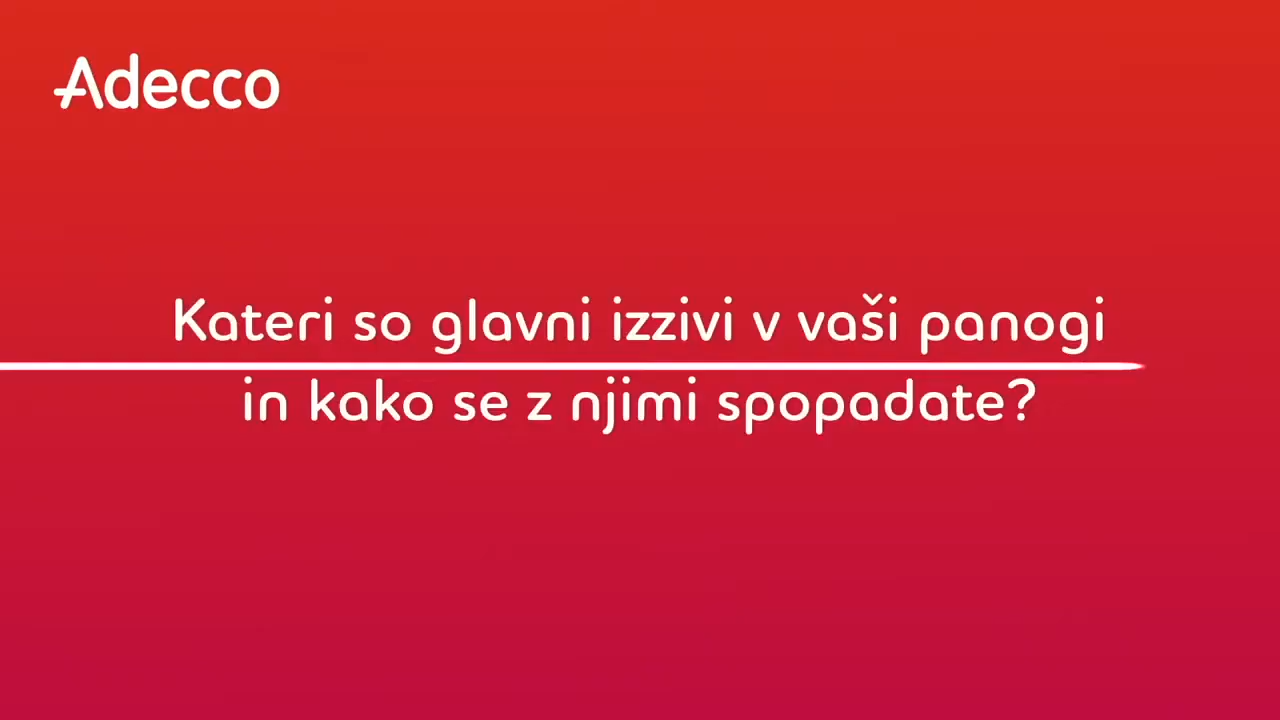 Adecco
Kateri so glavni izzivi v vaši panogi
in kako se z njimi spopadate?